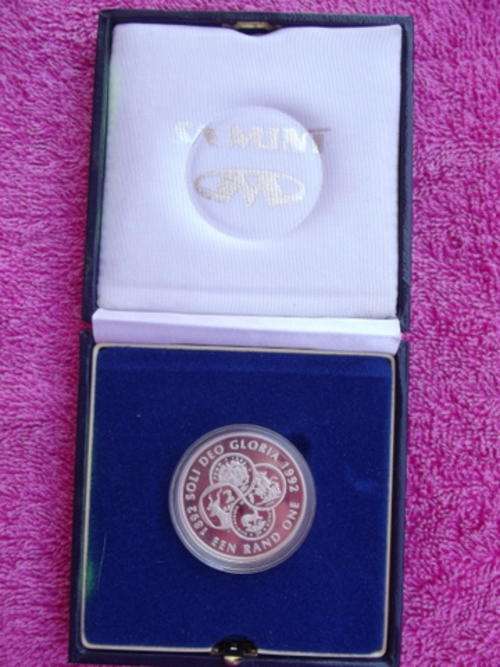 SA MINT
1892 SOLI DEO GLORIA 1992
EEN RAND ONE